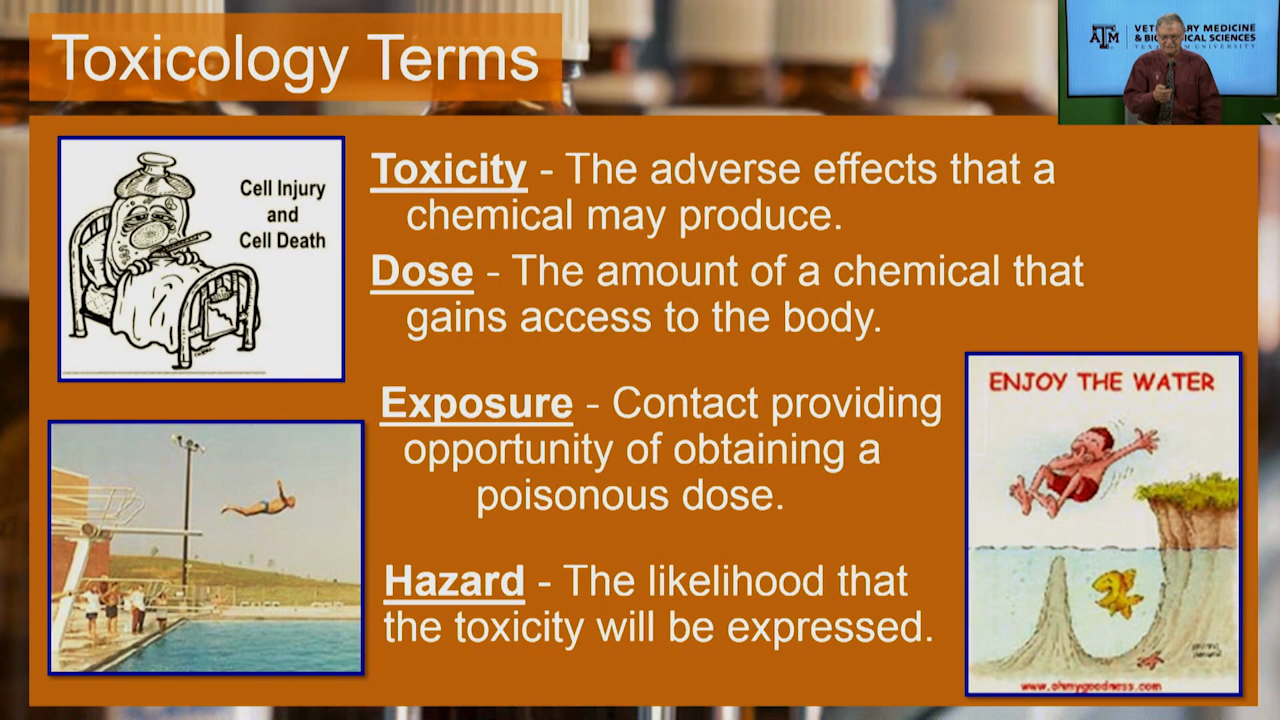 Toxicology Terms
VETERINARY MEDICINE
& BIOMEDICAL SCIENCES
Cell Injury
and
Cell Death
Toxicity - The adverse effects that a
chemical may produce.
Dose - The amount of a chemical that
gains access to the body.
Exposure - Contact providing
opportunity of obtaining a
poisonous dose.
Hazard - The likelihood that
the toxicity will be expressed.
ENJOY THE WATER
www.ohmygoodness.com